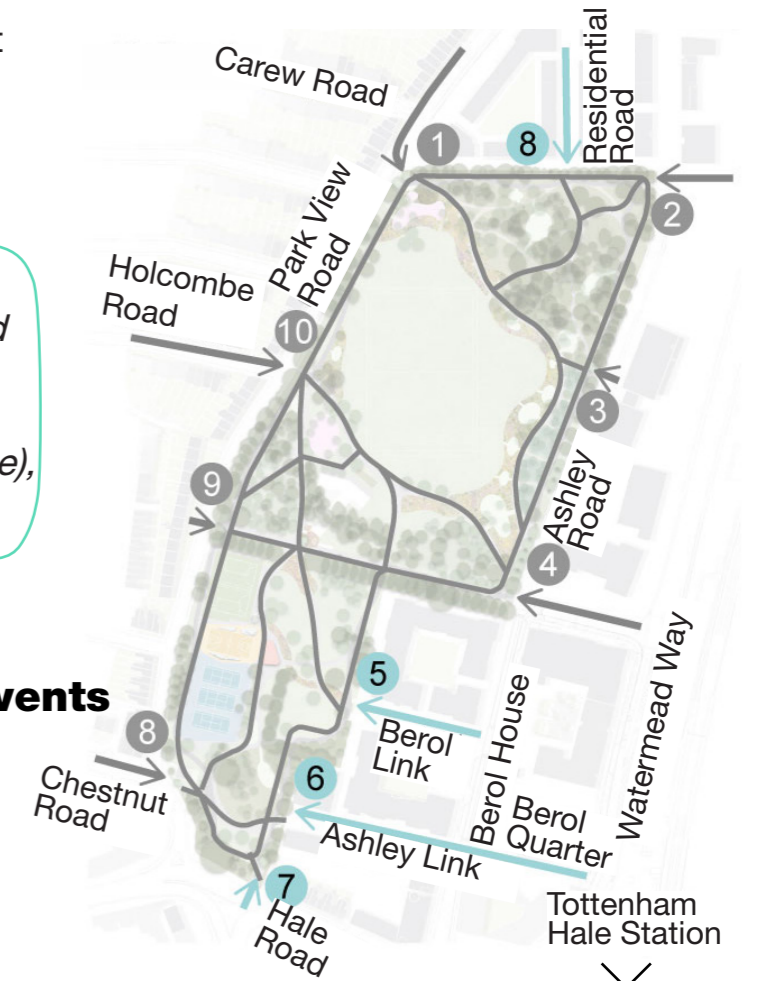 Carew Road
Residential
Road
1
8
2
Park View
Road
Holcombe
Road
10
3
9
Ashley
Road
4
d
e),
vents
5
Berol
Link
Berol House
Watermead Way
8
Chestnut
Road
6
Berol
Quarter
Ashley Link
7
Hale
Road
Tottenham
Hale Station